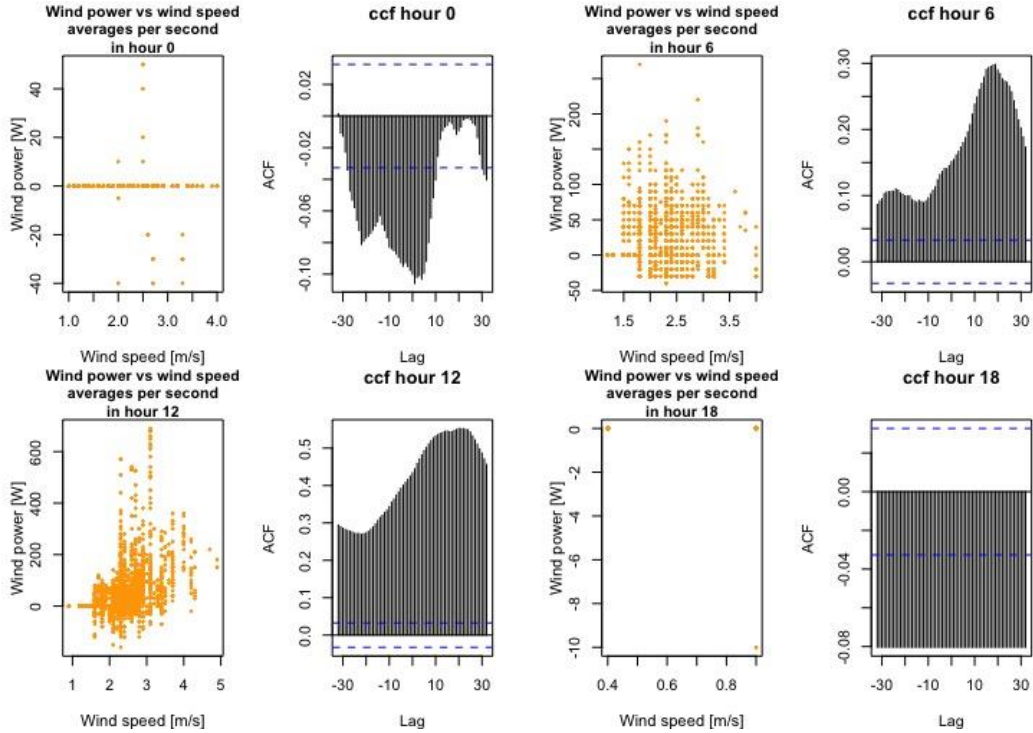 Wind power vs wind speed
averages per second
in hour 0
Wind power [W]
40
20
0
-20
-40
1.0 2.0 3.0 4.0
Wind speed [m/s]
ccf hour 0
ACF
0.02
-0.02
-0.06
-0.10
-30 -10 10 30
Lag
Wind power vs wind speed
averages per second
in hour 6
Wind power [W]
200
150
100
50
0
50
1.5 2.5 3.5
Wind speed [m/s]
ccf hour 6
ACF
0.30
0.20
0.10
0.00
-30 -10 10 30
Lag
Wind power vs wind speed
averages per second
in hour 12
Wind power [W]
600
400
200
0
1 2 3 4 5
Wind speed [m/s]
ccf hour 12
ACF
0.5
0.4
0.3
0.2
0.1
0.0
-30 -10 10 30
Lag
Wind power vs wind speed
averages per second
in hour 18
Wind power [W]
0
-2
-4
-6
-8
-10
0.4 0.6 0.8
Wind speed [m/s]
ccf hour 18
ACF
0.00
-0.04
-0.08
-30 -10 10 30
Lag